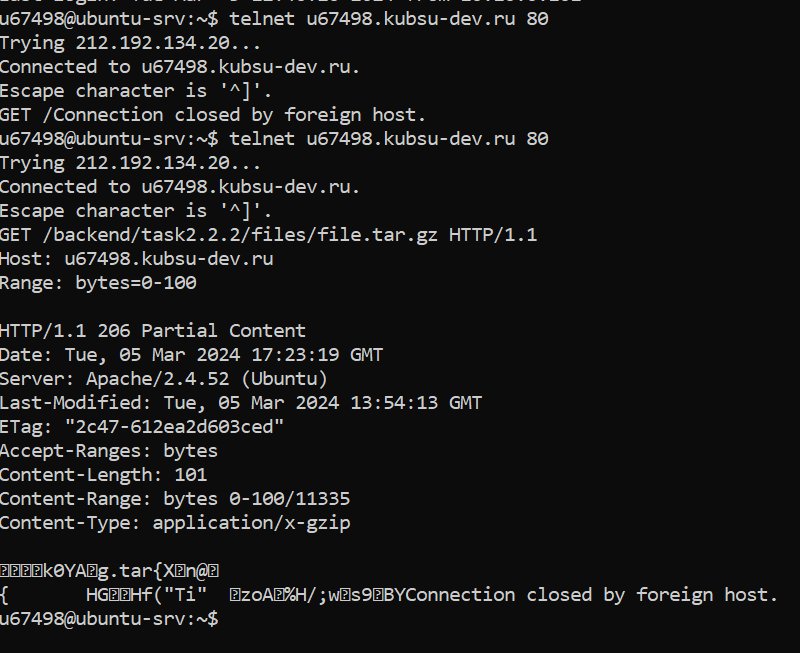 u67498@ubuntu-srv:~$ telnet u67498.kubsu-dev.ru 80
Trying 212.192.134.20...
Connected to u67498.kubsu-dev.ru.
Escape character is '^]'.
GET /Connection closed by foreign host.
u67498@ubuntu-srv:~$ telnet u67498.kubsu-dev.ru 80
Trying 212.192.134.20...
Connected to u67498.kubsu-dev.ru.
Escape character is '^]'.
GET /backend/task2.2.2/files/file.tar.gz HTTP/1.1
Host: u67498.kubsu-dev.ru
Range: bytes=0-100
HTTP/1.1 206 Partial Content
Date: Tue, 05 Mar 2024 17:23:19 GMT
Server: Apache/2.4.52 (Ubuntu)
Last-Modified: Tue, 05 Mar 2024 13:54:13 GMT
ETag: "2c47-612ea2d603ced"
Accept-Ranges: bytes
Content-Length: 101
Content-Range: bytes 0-100/11335
Content-Type: application/x-gzip
����k0YA�g.tar{X�n@�
{ HG��Hf("Ti" �zoA�%H/;w�s9�BYConnection closed by foreign host.
u67498@ubuntu-srv:~$